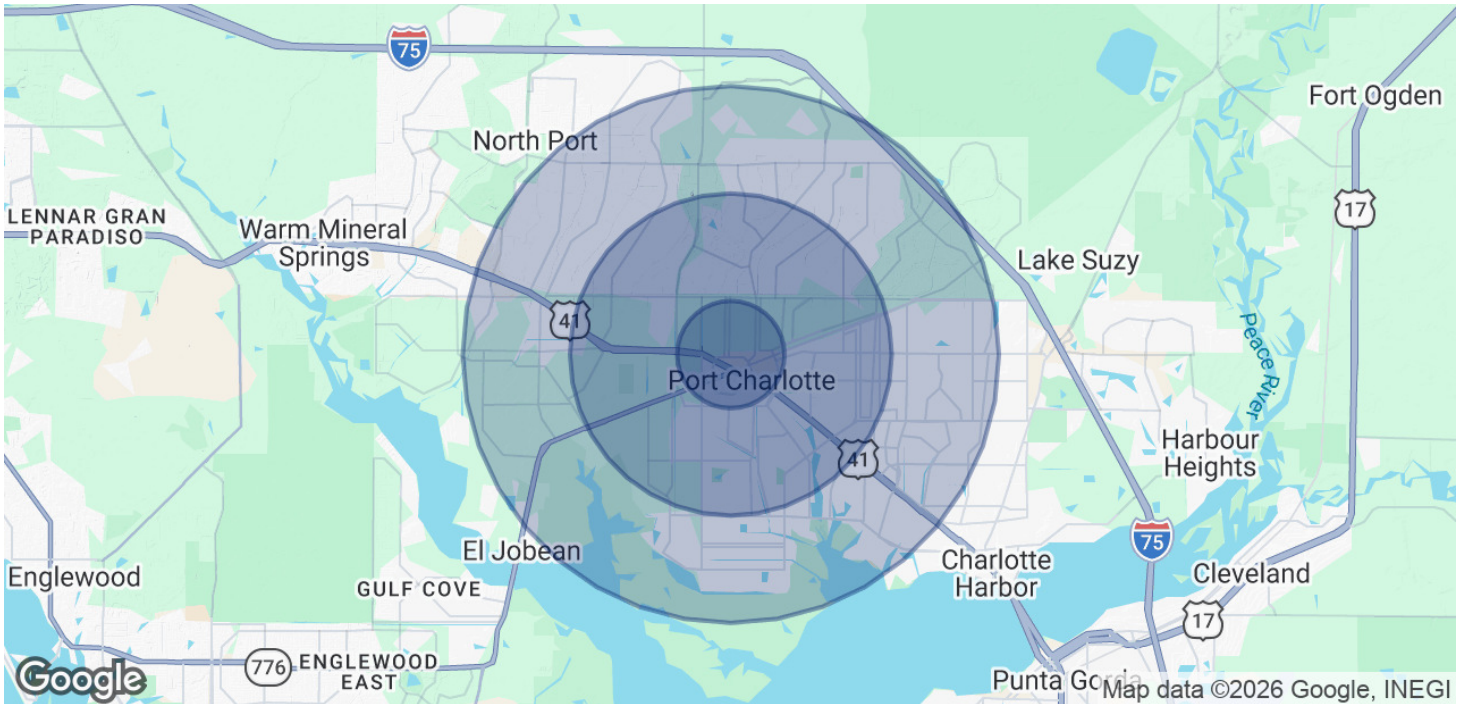 75
Fort Ogden
North Port
17
LENNAR GRAN
PARADISO
Warm Mineral
Springs
Lake Suzy
41
Peace River
Port Charlotte
41
Harbour
Heights
75
El Jobean
Charlotte
Harbor
Cleveland
Englewood
GULF COVE
17
776
ENGLEWOOD
EAST
Google
Punta Gorda
Map data ©2026 Google, INEGI